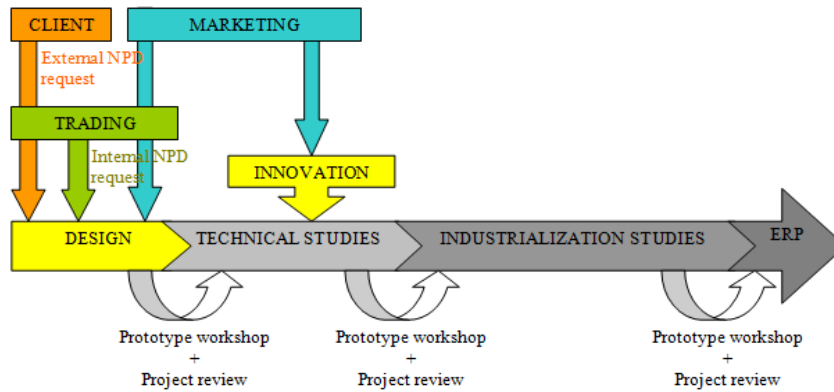 CLIENT
MARKETING
External NPD
request
TRADING
Internal NPD
request
INNOVATION
DESIGN
TECHNICAL STUDIES
INDUSTRIALIZATION STUDIES
ERP
Prototype workshop
+
Project review
Prototype workshop
+
Project review
Prototype workshop
+
Project review